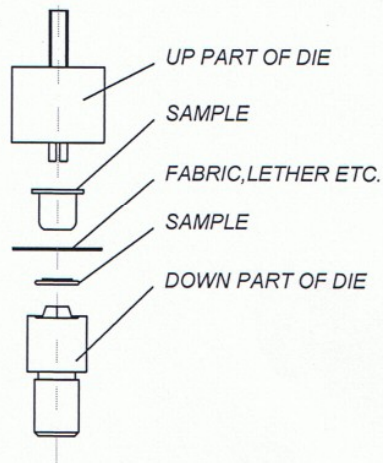 UP PART OF DIE
SAMPLE
FABRIC,LETHER ETC.
SAMPLE
DOWN PART OF DIE